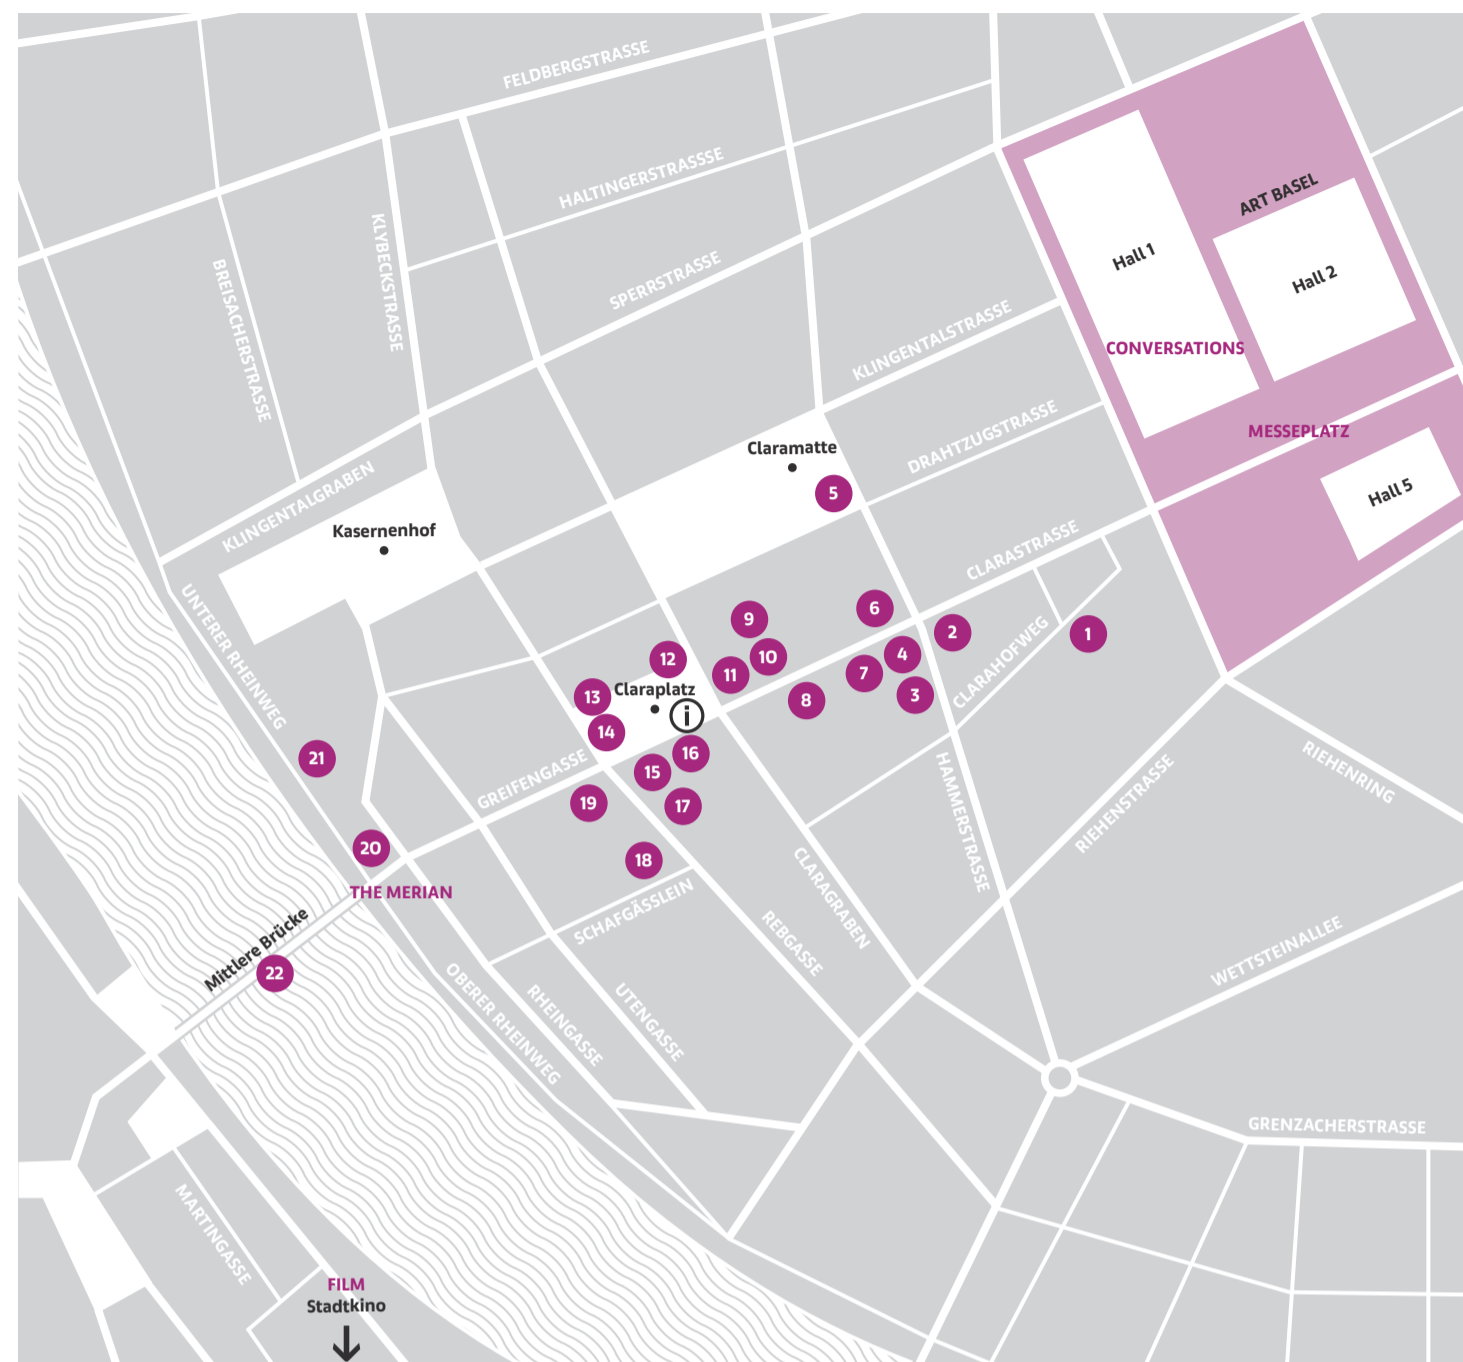 FELDBERGSTRASSE
HALTINGERSTRASSSE
ART BASEL
Hall 1
Hall 2
KLYBECKSTRASSE
BREISACHERSTRASSE
SPERRSTRASSE
KLINGENTALSTRASSE
CONVERSATIONS
MESSEPLATZ
Claramatte
DRAHTZUGSTRASSE
5
Hall 5
KLINGENTALGRABEN
Kasernenhof
CLARASTRASSE
UNTERER RHEINWEG
9
6
2
1
12
10
4
CLARAHOFWEG
11
7
13
Claraplatz
3
8
i
14
16
21
15
GREIFENGASSE
19
17
RIEHENRING
RIEHENSTRASSE
HAMMERSTRASSE
20
18
THE MERIAN
CLARAGRABEN
SCHAFGÄSSLEIN
REBGASSE
Mittlere Brücke
22
WETTSTEINALLEE
OBERER RHEINWEG
RHEINGASSE
UTENGASSE
GRENZACHERSTRASSE
MARTINGASSE
FILM
Stadtkino